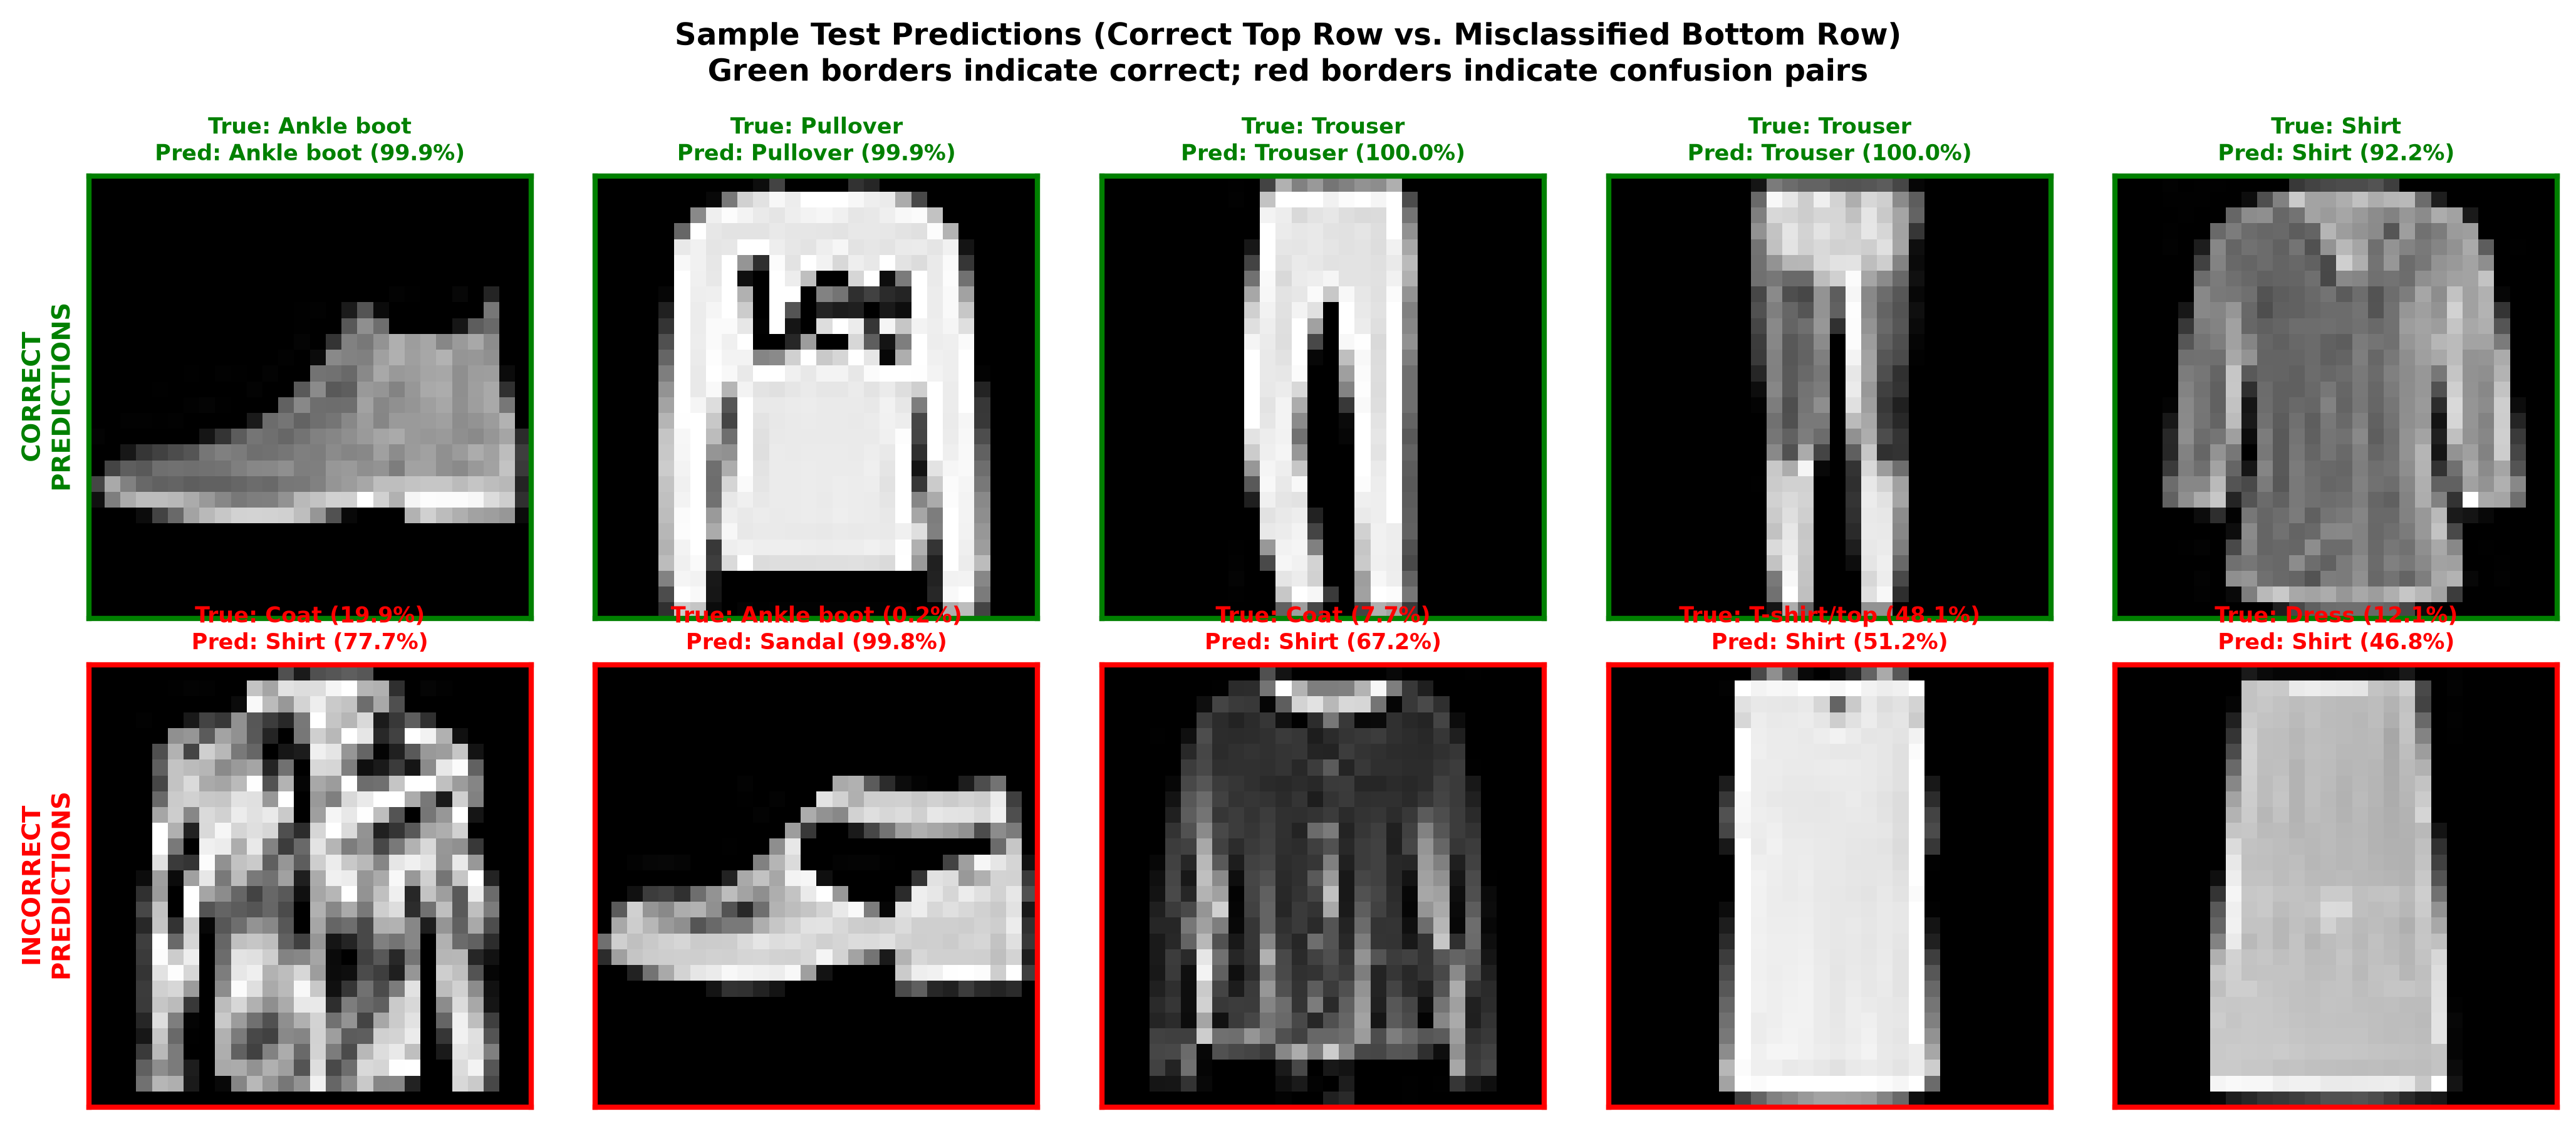 Sample Test Predictions (Correct Top Row vs. Misclassified Bottom Row)
Green borders indicate correct; red borders indicate confusion pairs
CORRECT
PREDICTIONS
True: Ankle boot
Pred: Ankle boot (99.9%)
True: Pullover
Pred: Pullover (99.9%)
True: Trouser
Pred: Trouser (100.0%)
True: Trouser
Pred: Trouser (100.0%)
True: Shirt
Pred: Shirt (92.2%)
INCORRECT
PREDICTIONS
True: Coat (19.9%)
Pred: Shirt (77.7%)
True: Ankle boot (0.2%)
Pred: Sandal (99.8%)
True: Coat (7.7%)
Pred: Shirt (67.2%)
True: T-shirt/top (48.1%)
Pred: Shirt (51.2%)
True: Dress (12.1%)
Pred: Shirt (46.8%)